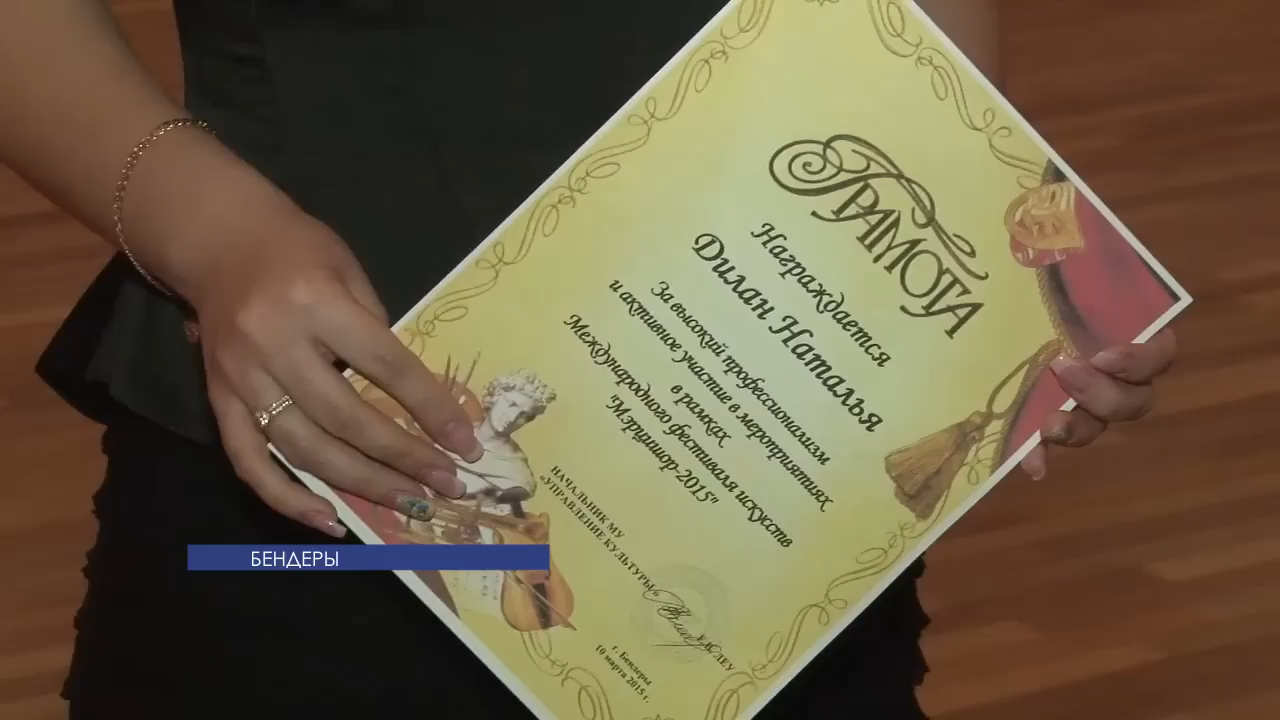 ГРАМОТА
Награждается
Дилан Наталья
За высокий профессионализм
и активное участие в мероприятиях
в рамках
Международного фестиваля искусств
"Мэрцишор-2015"
НАЧАЛЬНИК МУ
«УПРАВЛЕНИЕ КУЛЬТУРЫ»
г. Бендеры
10 марта 2015 г.
БЕНДЕРЫ